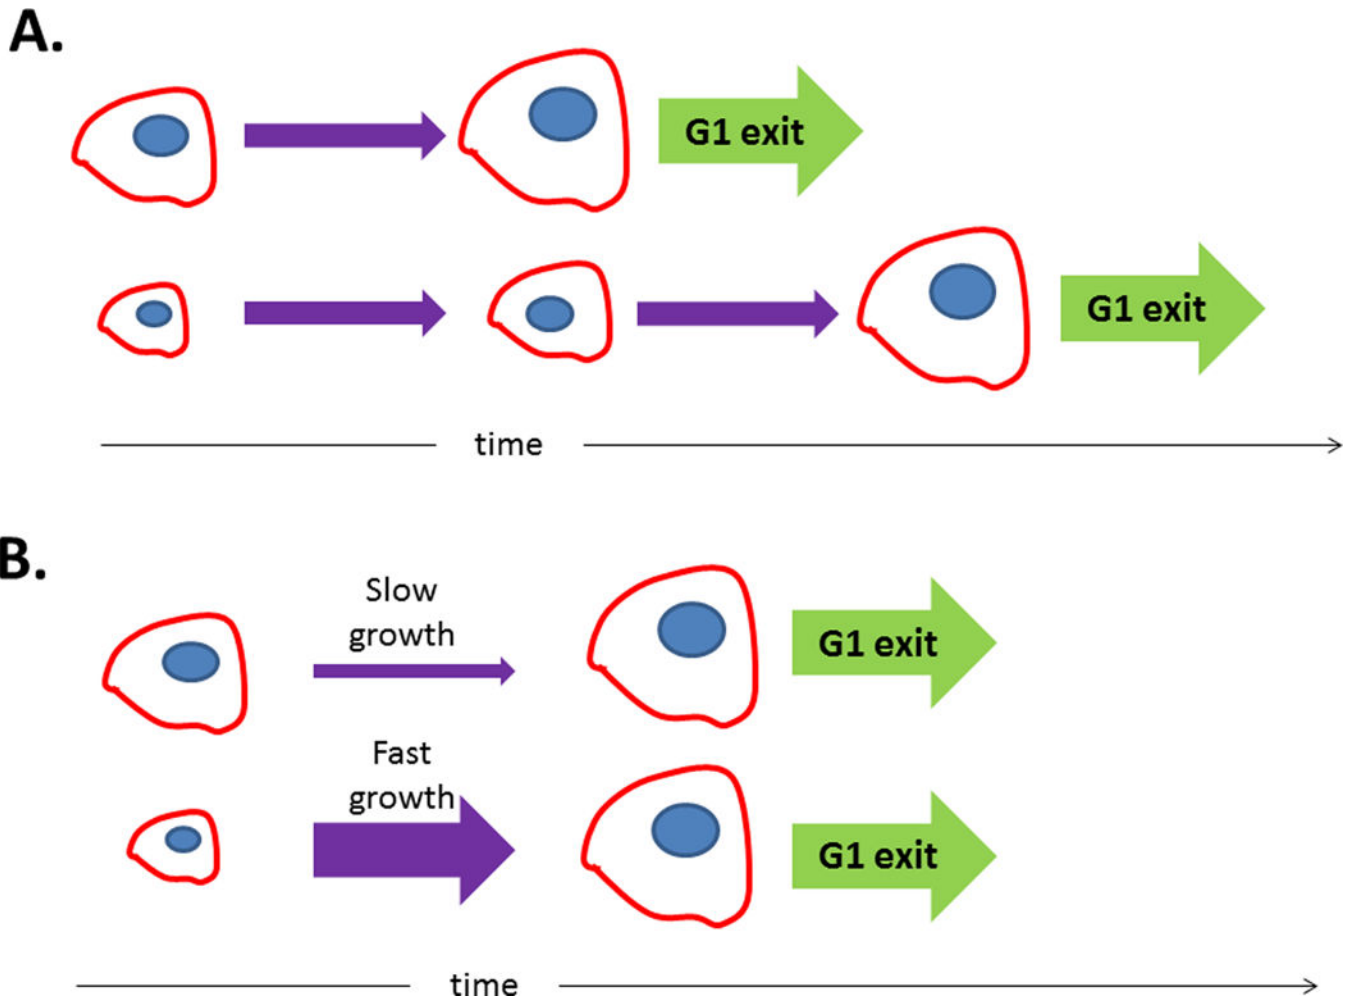 A.
G1 exit
G1 exit
time
B.
Slow
growth
G1 exit
Fast
growth
G1 exit
time